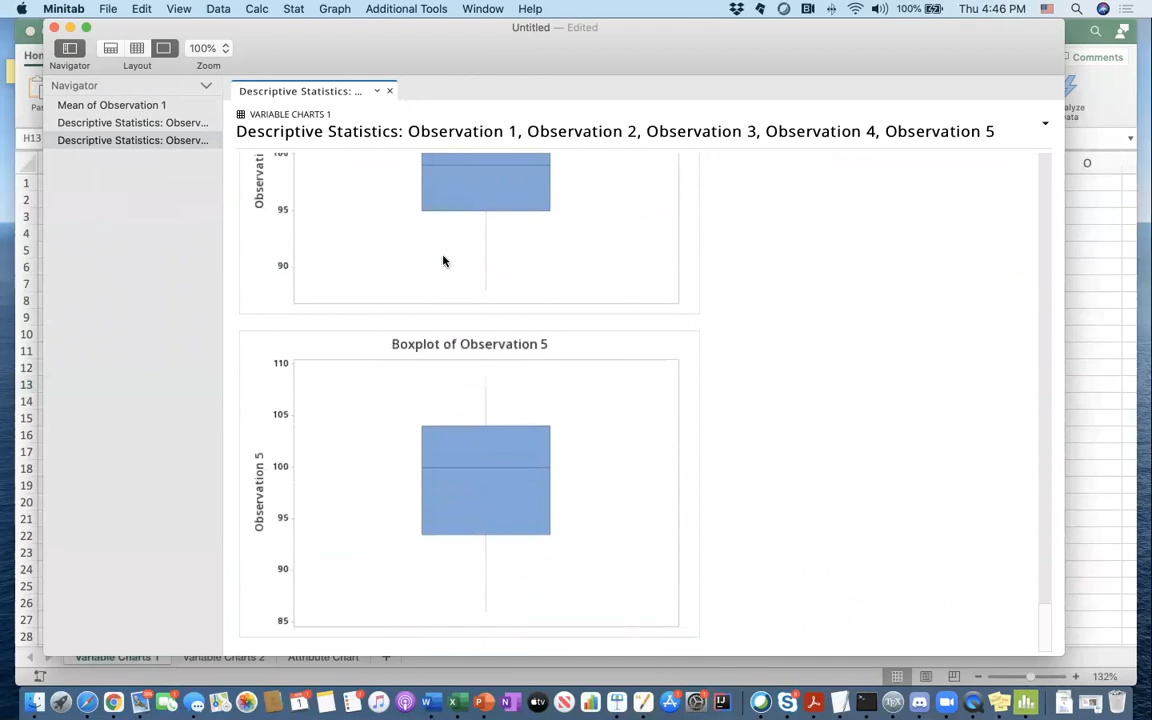 Minitab File Edit View Data Calc Stat Graph Additional Tools Window Help 100% Thu 4:46 PM
Untitled — Edited
100%
Navigator Layout Zoom
Comments
Navigator
Mean of Observation 1
Descriptive Statistics: Observ...
Descriptive Statistics: Observ...
Descriptive Statistics: ...
VARIABLE CHARTS 1
Descriptive Statistics: Observation 1, Observation 2, Observation 3, Observation 4, Observation 5
H13
O
1
2
3
4
5
6
7
8
9
10
11
12
13
14
15
16
17
18
19
20
21
22
23
24
25
26
27
28
100
95
90
Boxplot of Observation 5
110
105
100
95
90
85
Observation 5
Variable Charts 1 Variable Charts 2 Attribute Chart +
132%